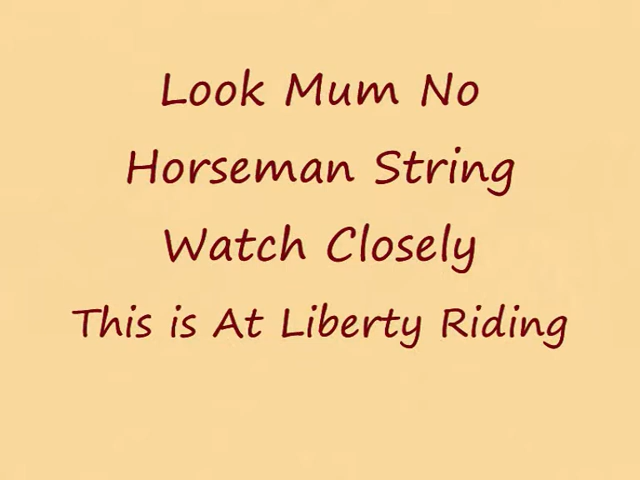 Look Mum No
Horseman String
Watch Closely
This is At Liberty Riding